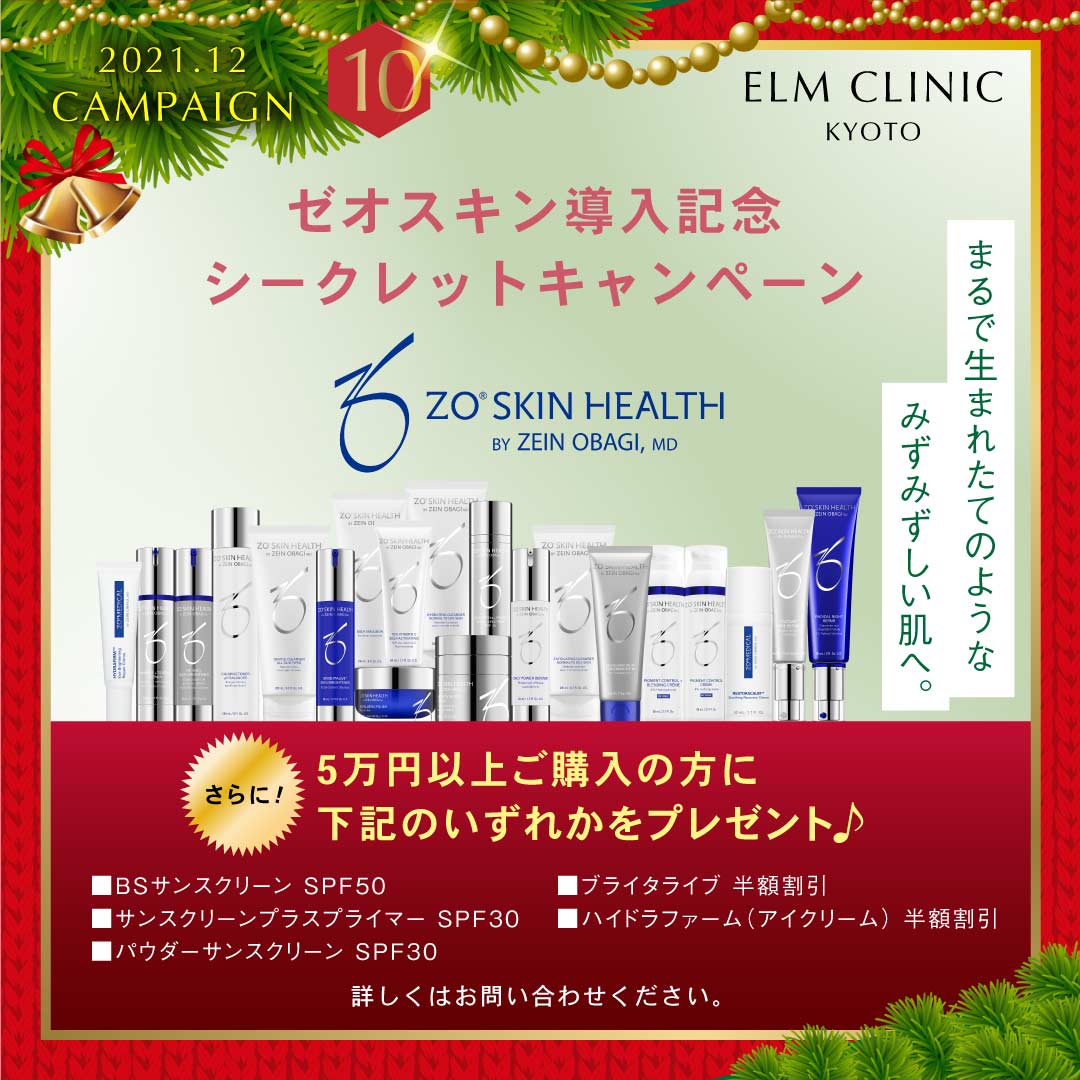 2021.12
CAMPAIGN
10
ELM CLINIC
KYOTO
ゼオスキン導入記念
シークレットキャンペーン
まるで生まれたてのような
みずみずしい肌へ。
ZO® SKIN HEALTH
BY ZEIN OBAGI, MD
さらに!
5万円以上ご購入の方に
下記のいずれかをプレゼント♪
■BSサンスクリーン SPF50
■サンスクリーンプラスプライマー SPF30
■パウダーサンスクリーン SPF30
■ブライタライブ 半額割引
■ハイドラファーム（アイクリーム） 半額割引
詳しくはお問い合わせください。